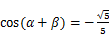 cos(α + β) = −√5/5